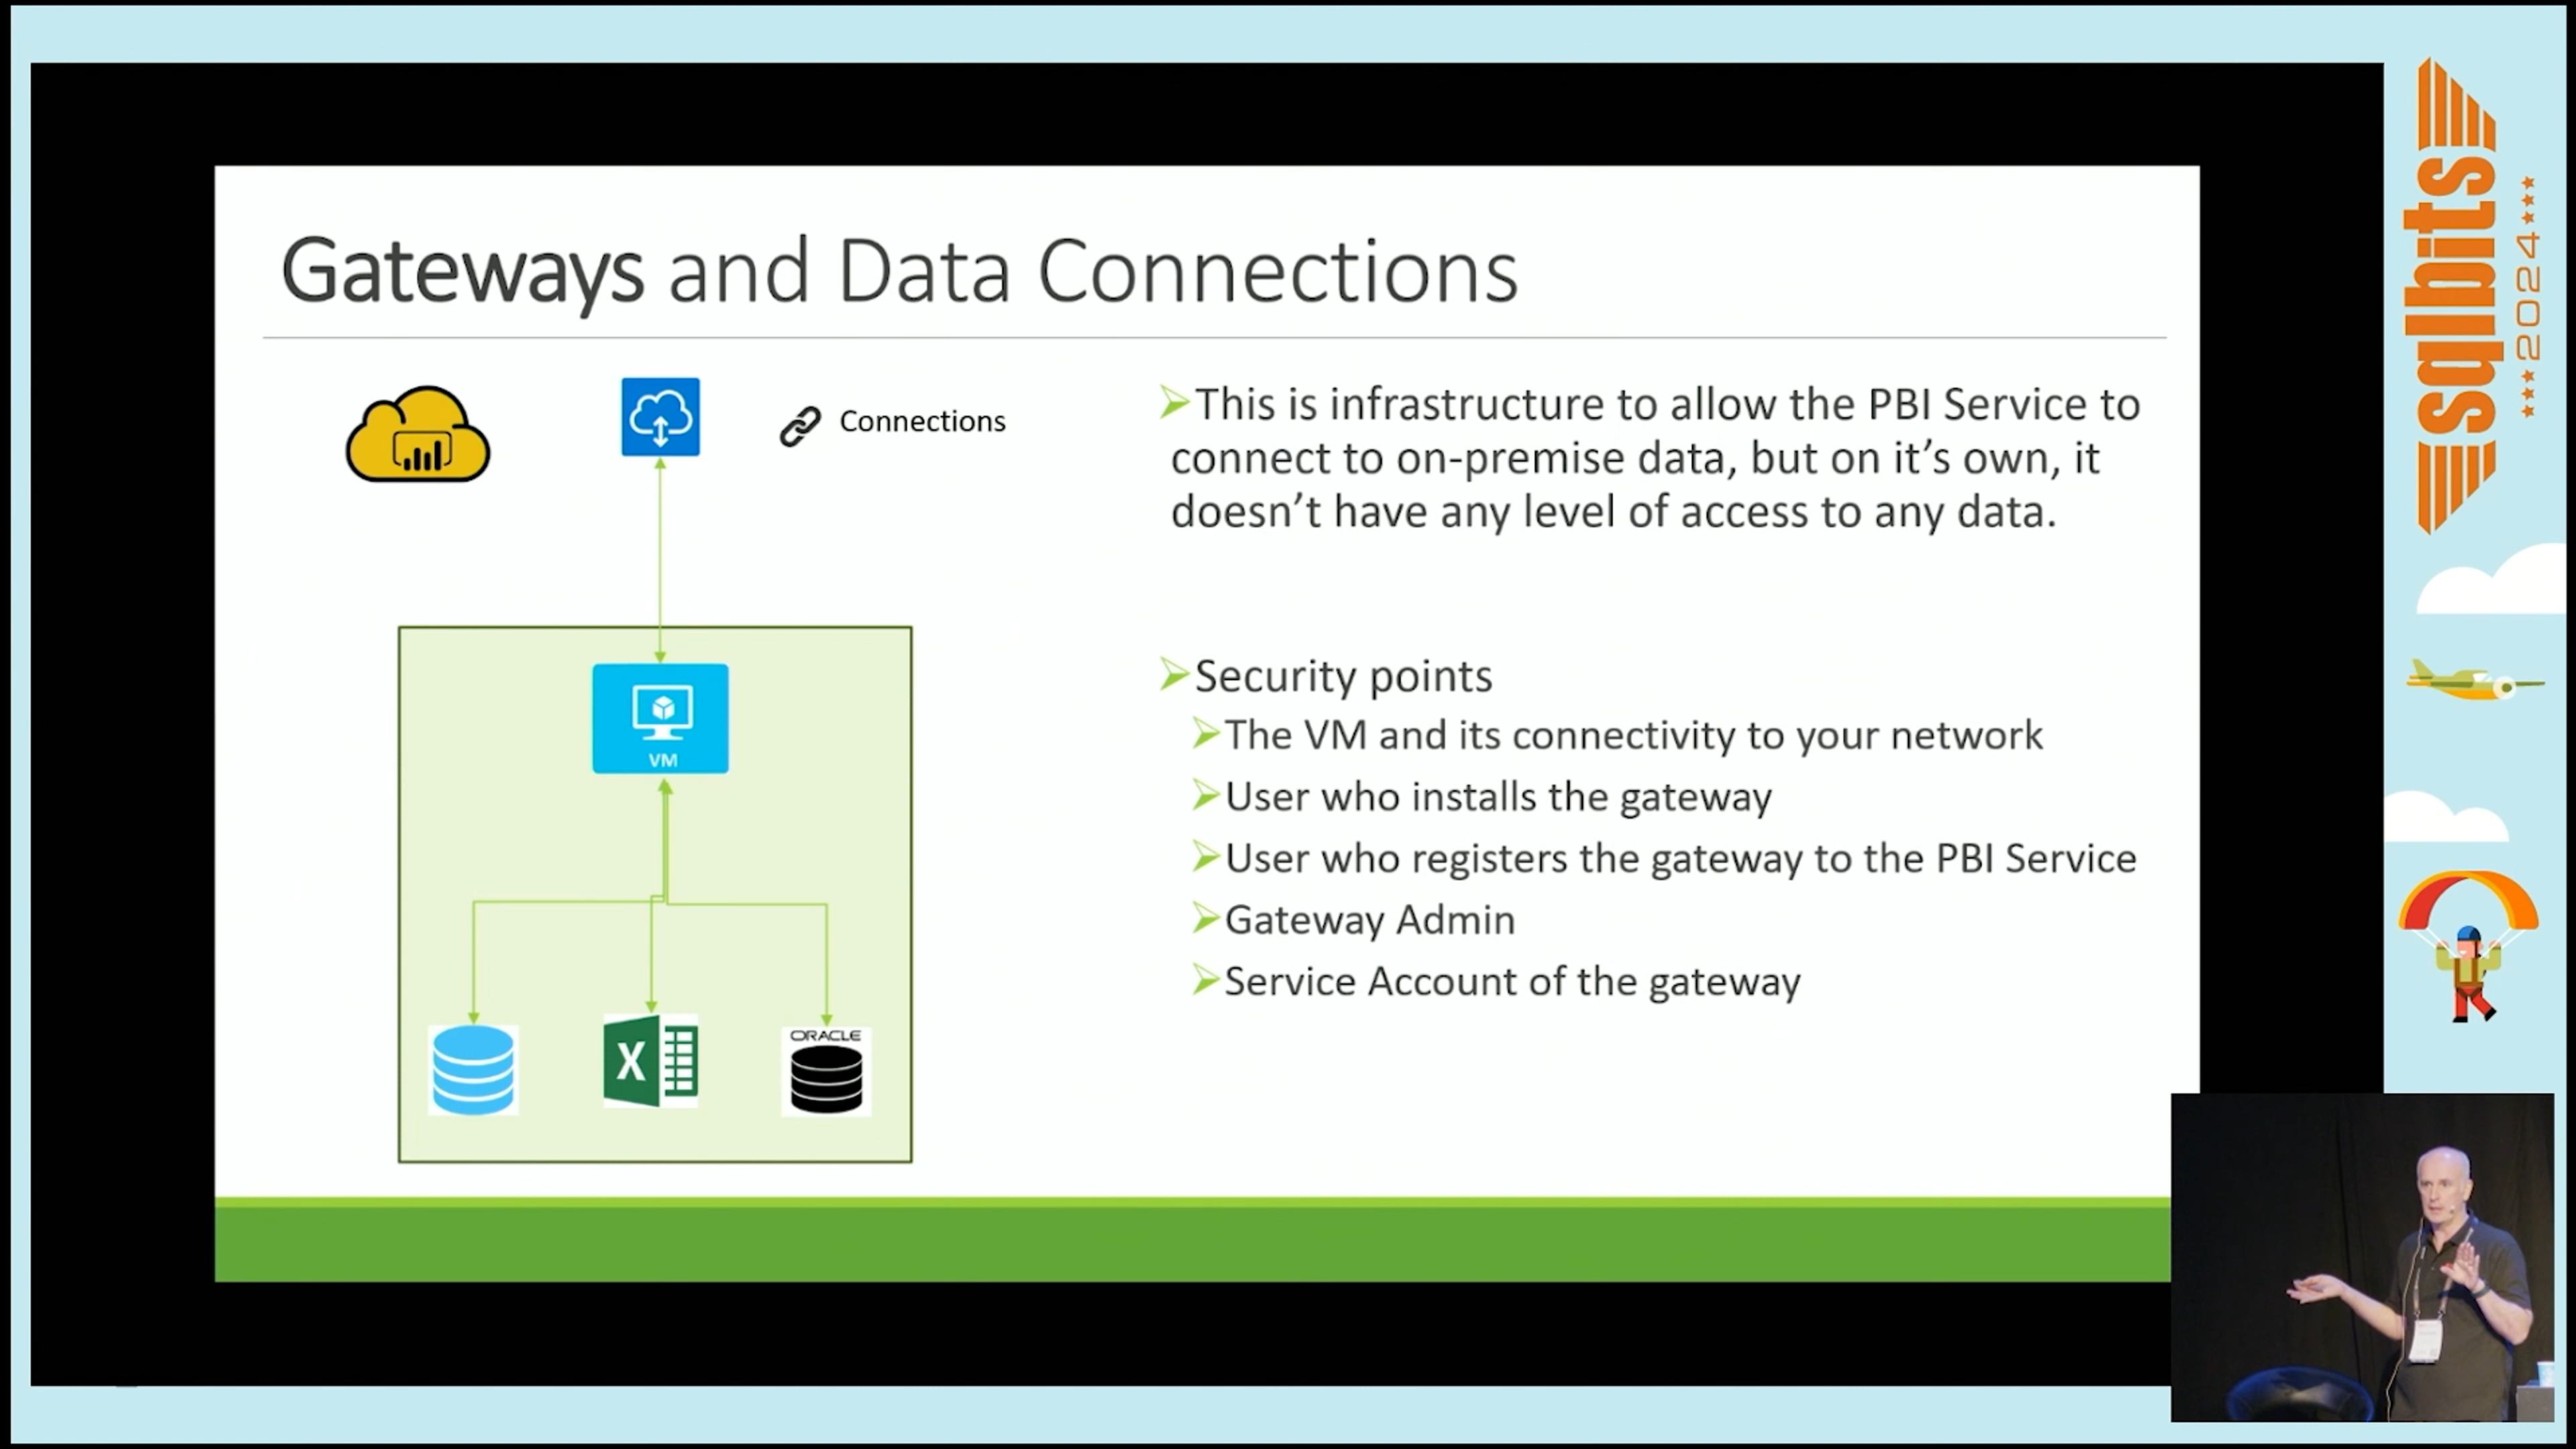 Gateways and Data Connections
Connections
VM
ORACLE
X
This is infrastructure to allow the PBI Service to
connect to on-premise data, but on it's own, it
doesn't have any level of access to any data.
Security points
The VM and its connectivity to your network
User who installs the gateway
User who registers the gateway to the PBI Service
Gateway Admin
Service Account of the gateway
sqlbits
2024